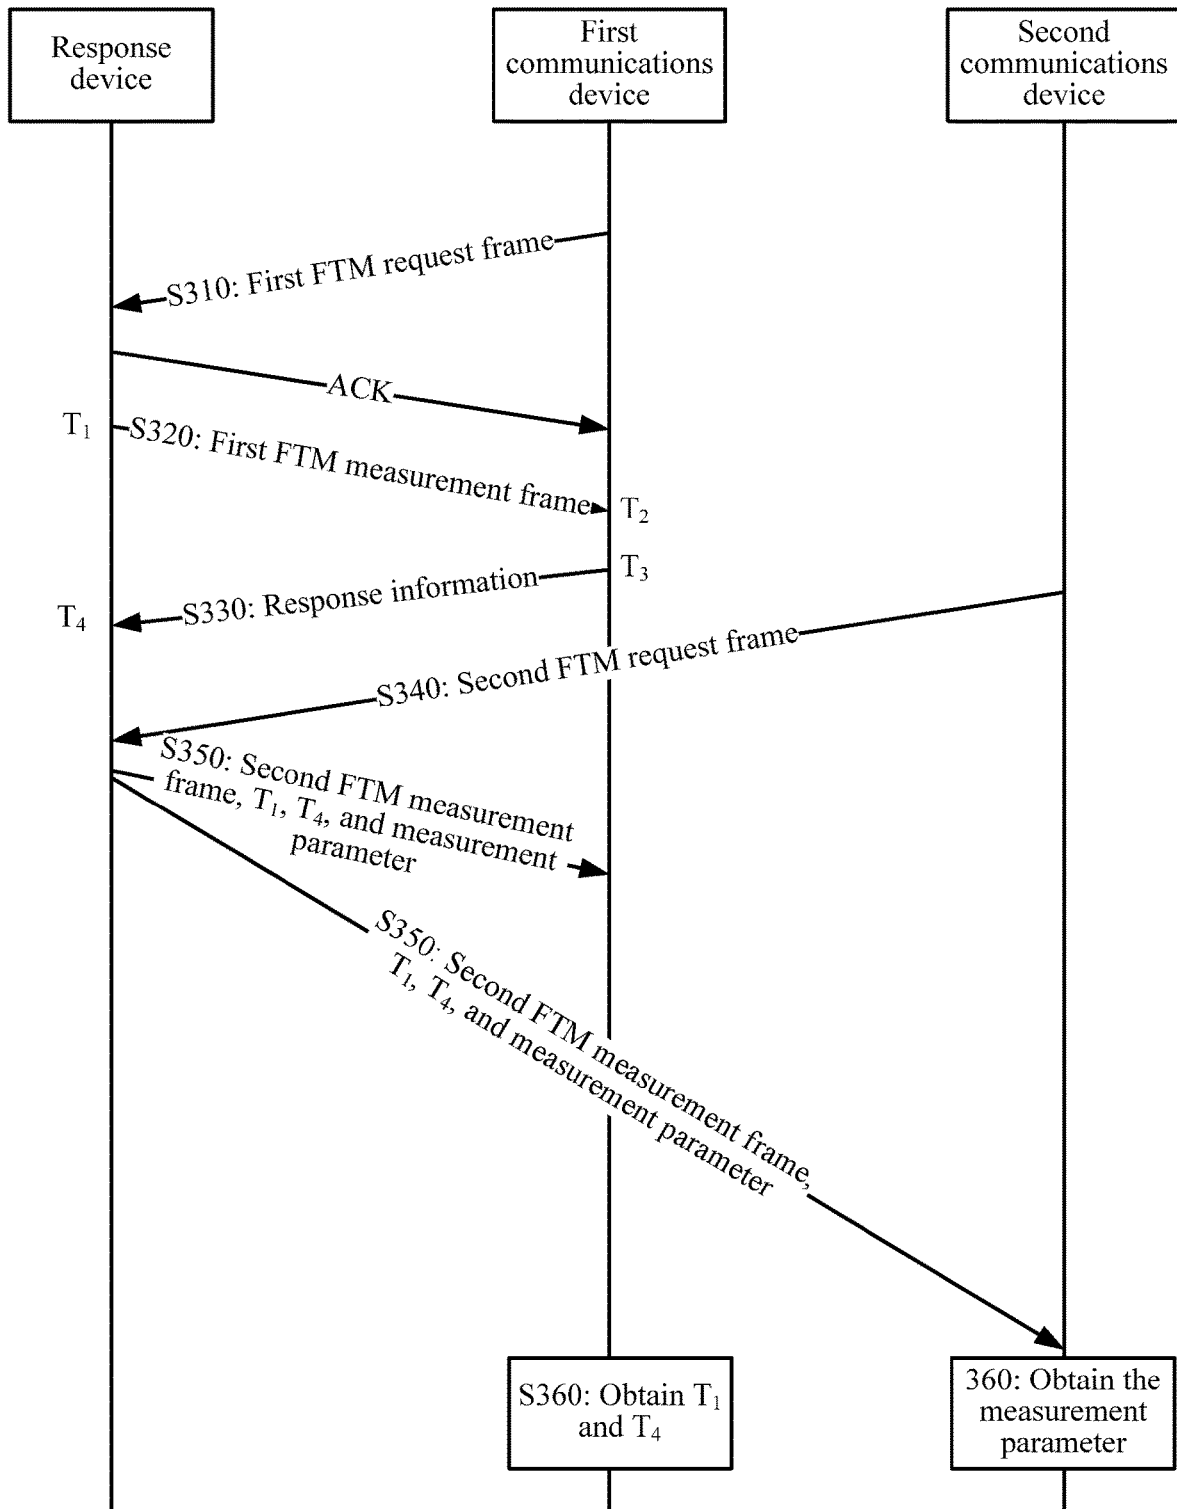 Response
device
First
communications
device
Second
communications
device
S310: First FTM request frame
ACK
T₁
S320: First FTM measurement frame
T₂
T₃
S330: Response information
T₄
S340: Second FTM request frame
S350: Second FTM measurement
frame, T₁, T₄, and measurement
parameter
S350: Second FTM measurement frame,
T₁, T₄, and measurement parameter
S360: Obtain T₁
and T₄
360: Obtain the
measurement
parameter